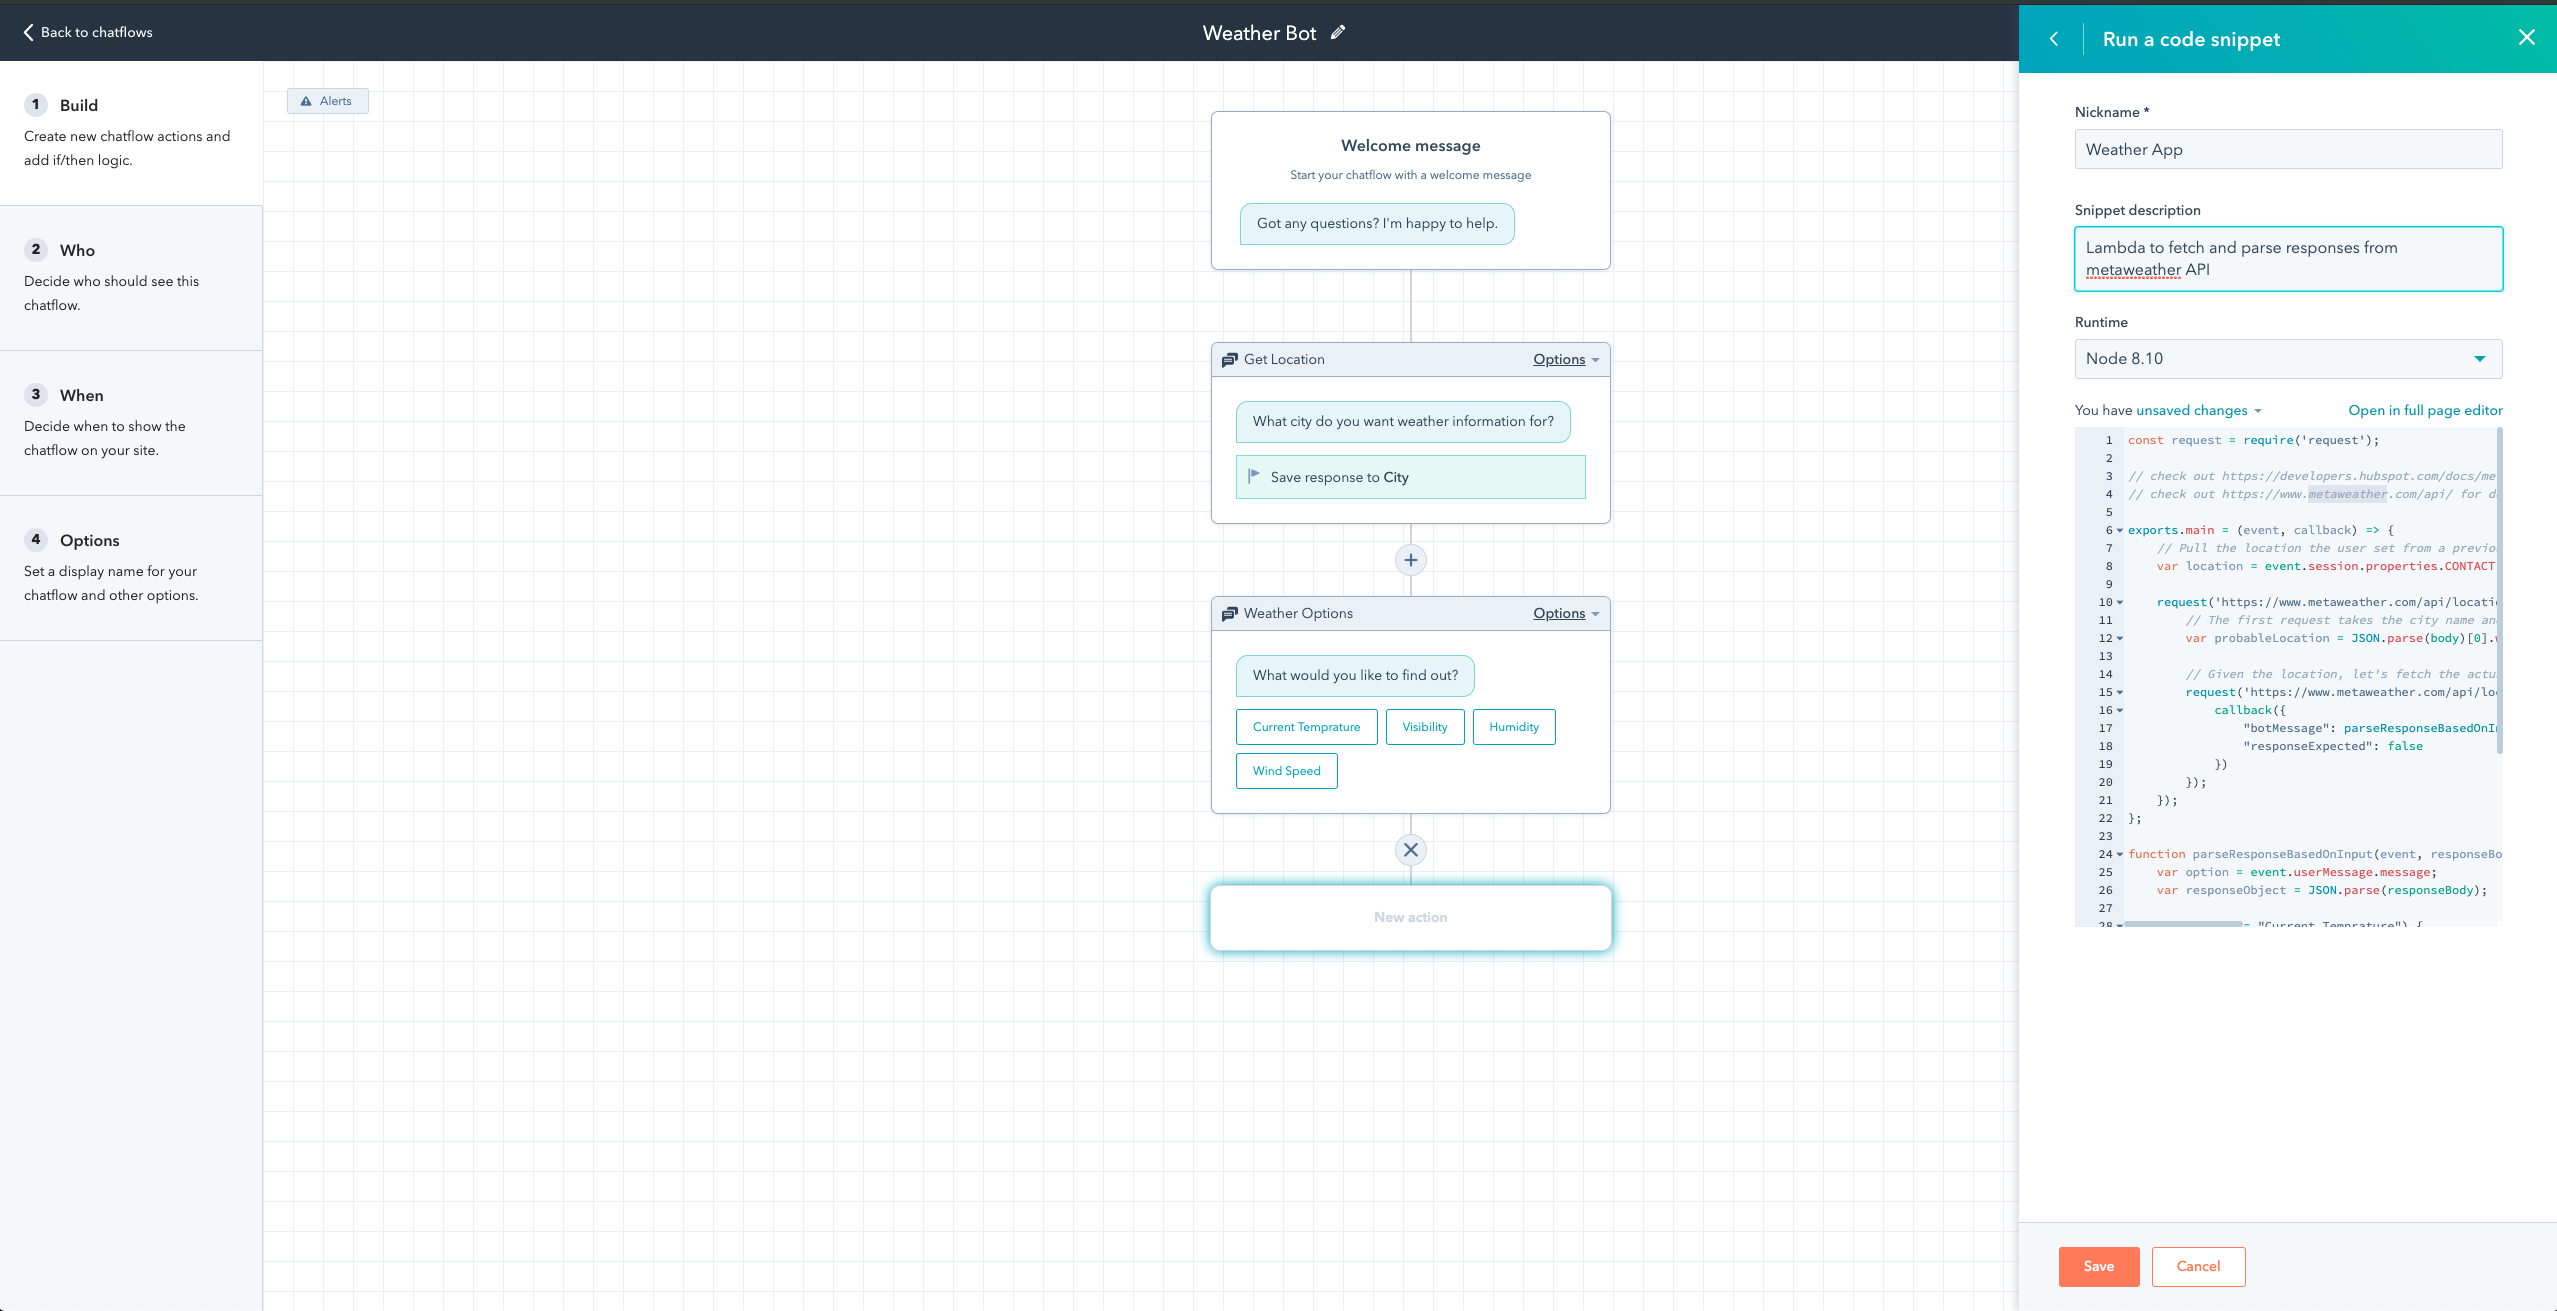 Back to chatflows
Weather Bot
1 Build
Create new chatflow actions and
add if/then logic.
2 Who
Decide who should see this
chatflow.
3 When
Decide when to show the
chatflow on your site.
4 Options
Set a display name for your
chatflow and other options.
Alerts
Welcome message
Start your chatflow with a welcome message
Got any questions? I'm happy to help.
Get Location Options
What city do you want weather information for?
Save response to City
Weather Options Options
What would you like to find out?
Current Temprature Visibility Humidity
Wind Speed
New action
Run a code snippet
Nickname *
Weather App
Snippet description
Lambda to fetch and parse responses from
metaweather API
Runtime
Node 8.10
You have unsaved changes Open in full page editor
1 const request = require('request');
2
3 // check out https://developers.hubspot.com/docs/me
4 // check out https://www.metaweather.com/api/ for d
5
6 exports.main = (event, callback) => {
7 // Pull the location the user set from a previo
8 var location = event.session.properties.CONTACT
9
10 request('https://www.metaweather.com/api/locati
11 // The first request takes the city name an
12 var probableLocation = JSON.parse(body)[0].
13
14 // Given the location, let's fetch the actu
15 request('https://www.metaweather.com/api/lo
16 callback({
17 "botMessage": parseResponseBasedOnI
18 "responseExpected": false
19 })
20 });
21 });
22 };
23
24 function parseResponseBasedOnInput(event, responseBo
25 var option = event.userMessage.message;
26 var responseObject = JSON.parse(responseBody);
27
28 = "Current Temprature") {
Save Cancel